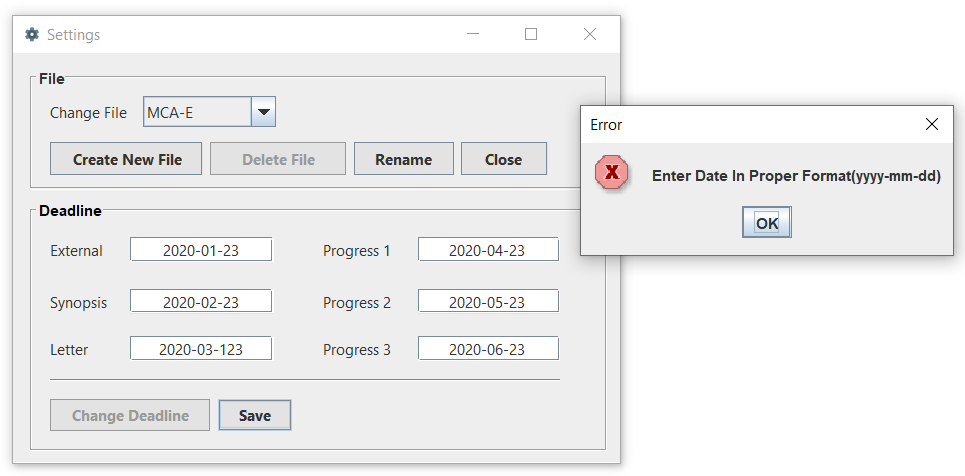 Settings
File
Change File MCA-E
Create New File Delete File Rename Close
Deadline
External 2020-01-23 Progress 1 2020-04-23
Synopsis 2020-02-23 Progress 2 2020-05-23
Letter 2020-03-123 Progress 3 2020-06-23
Change Deadline Save
Error
X
Enter Date In Proper Format(yyyy-mm-dd)
OK